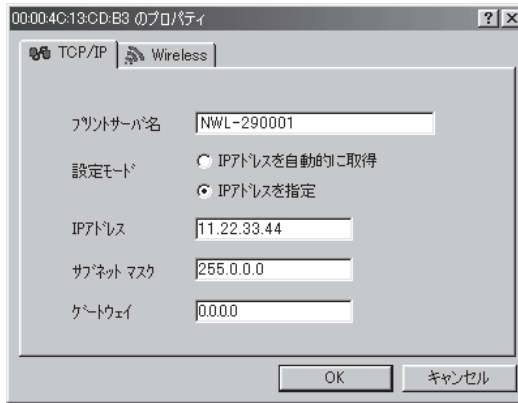 00:00:4C:13:CD:B3 のプロパティ
TCP/IP Wireless
プリントサーバ名 NWL-290001
設定モード IPアドレスを自動的に取得
IPアドレスを指定
IPアドレス 11.22.33.44
サブネット マスク 255.0.0.0
ゲートウェイ 0.0.0.0
OK キャンセル